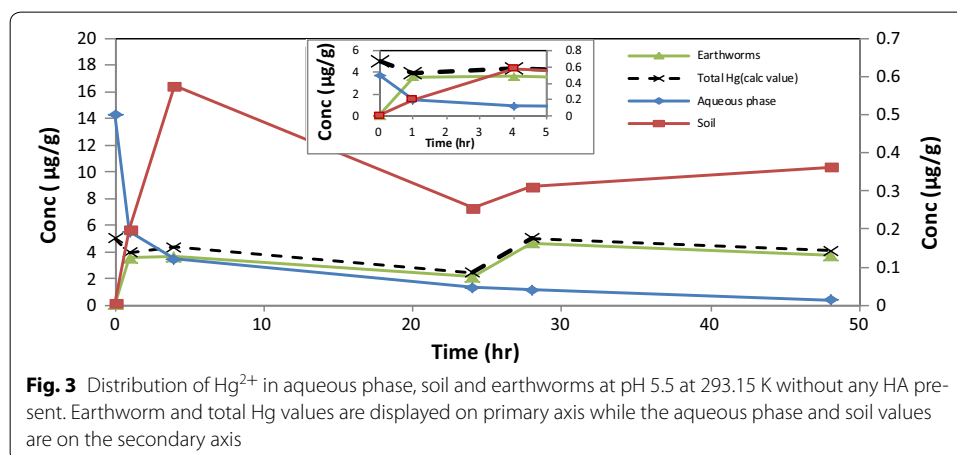 20
18
16
14
12
10
8
6
4
2
0
Conc ( µg/g)
0.7
0.6
0.5
0.4
0.3
0.2
0.1
0
Conc (µg/g)
6
4
2
0
Conc ( µg/g)
0.8
0.6
0.4
0.2
0
0 1 2 3 4 5
Time (hr)
Earthworms
Total Hg(calc value)
Aqueous phase
Soil
0 10 20 30 40 50
Time (hr)
Fig. 3 Distribution of Hg²⁺ in aqueous phase, soil and earthworms at pH 5.5 at 293.15 K without any HA pre-
sent. Earthworm and total Hg values are displayed on primary axis while the aqueous phase and soil values
are on the secondary axis